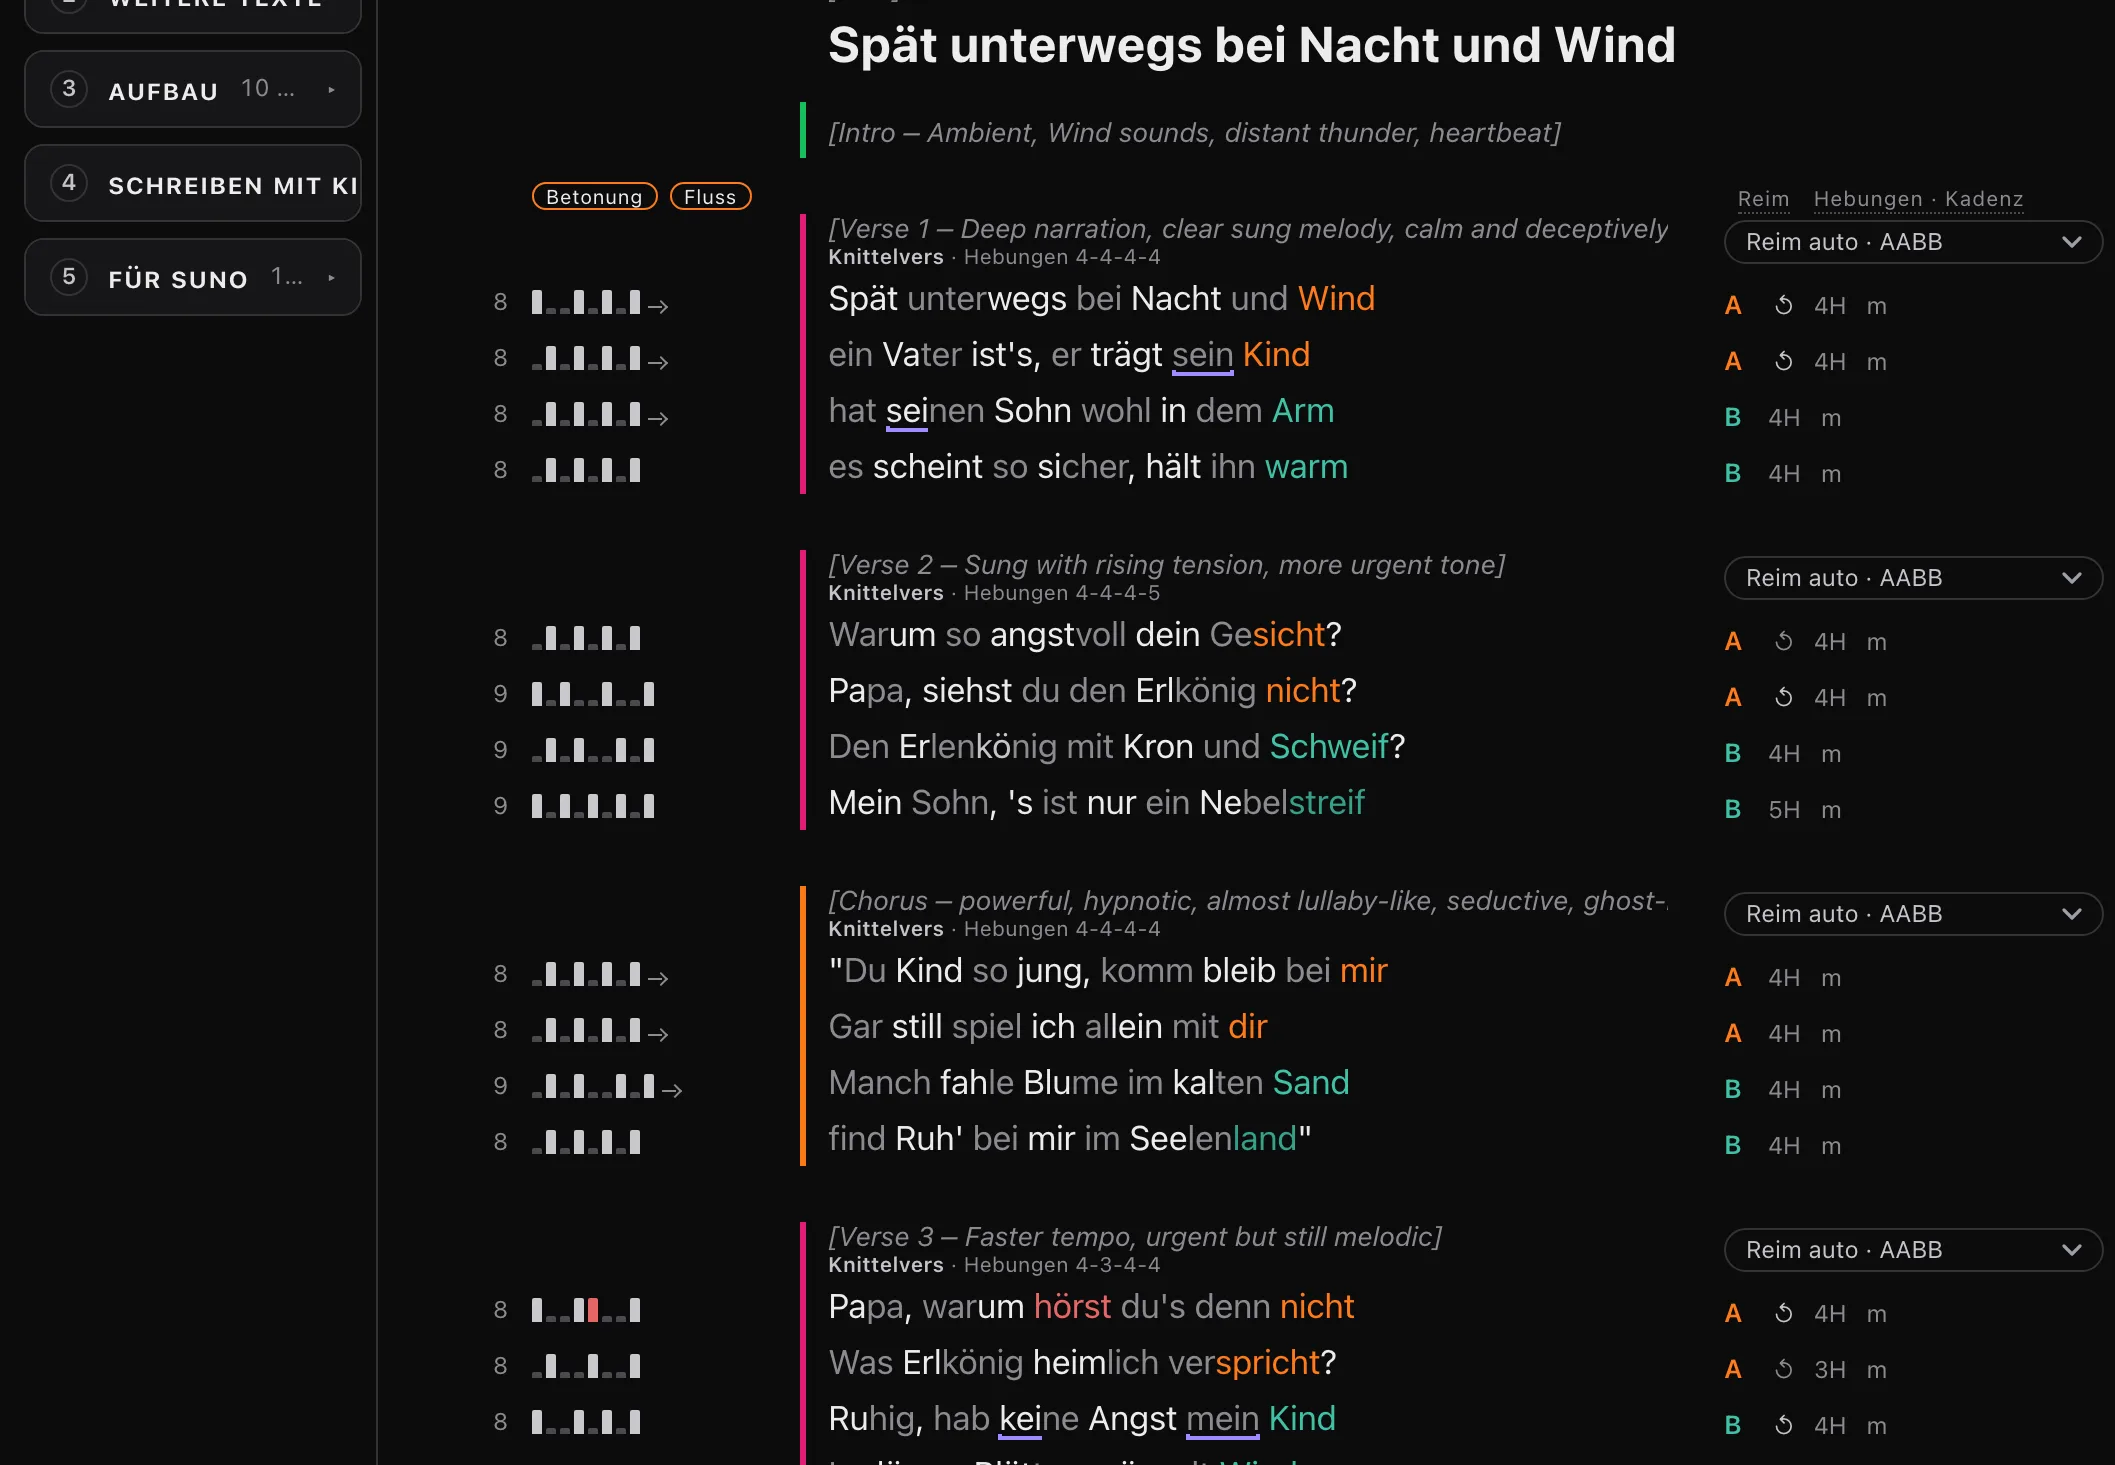 WEITERE TEXTE
3 AUFBAU 10 ... ▸
4 SCHREIBEN MIT KI
5 FÜR SUNO 1... ▸
Spät unterwegs bei Nacht und Wind
[Intro – Ambient, Wind sounds, distant thunder, heartbeat]
Betonung Fluss
Reim Hebungen · Kadenz
[Verse 1 – Deep narration, clear sung melody, calm and deceptively
Reim auto · AABB
Knittelvers · Hebungen 4-4-4-4
8 → Spät unterwegs bei Nacht und Wind A ↺ 4H m
8 → ein Vater ist's, er trägt sein Kind A ↺ 4H m
8 → hat seinen Sohn wohl in dem Arm B 4H m
8 es scheint so sicher, hält ihn warm B 4H m
[Verse 2 – Sung with rising tension, more urgent tone]
Reim auto · AABB
Knittelvers · Hebungen 4-4-4-5
8 Warum so angstvoll dein Gesicht? A ↺ 4H m
9 Papa, siehst du den Erlkönig nicht? A ↺ 4H m
9 Den Erlenkönig mit Kron und Schweif? B 4H m
9 Mein Sohn, 's ist nur ein Nebelstreif B 5H m
[Chorus – powerful, hypnotic, almost lullaby-like, seductive, ghost-
Reim auto · AABB
Knittelvers · Hebungen 4-4-4-4
8 → "Du Kind so jung, komm bleib bei mir A 4H m
8 → Gar still spiel ich allein mit dir A 4H m
9 → Manch fahle Blume im kalten Sand B 4H m
8 find Ruh' bei mir im Seelenland" B 4H m
[Verse 3 – Faster tempo, urgent but still melodic]
Reim auto · AABB
Knittelvers · Hebungen 4-3-4-4
8 Papa, warum hörst du's denn nicht A ↺ 4H m
8 Was Erlkönig heimlich verspricht? A ↺ 3H m
8 Ruhig, hab keine Angst mein Kind B ↺ 4H m